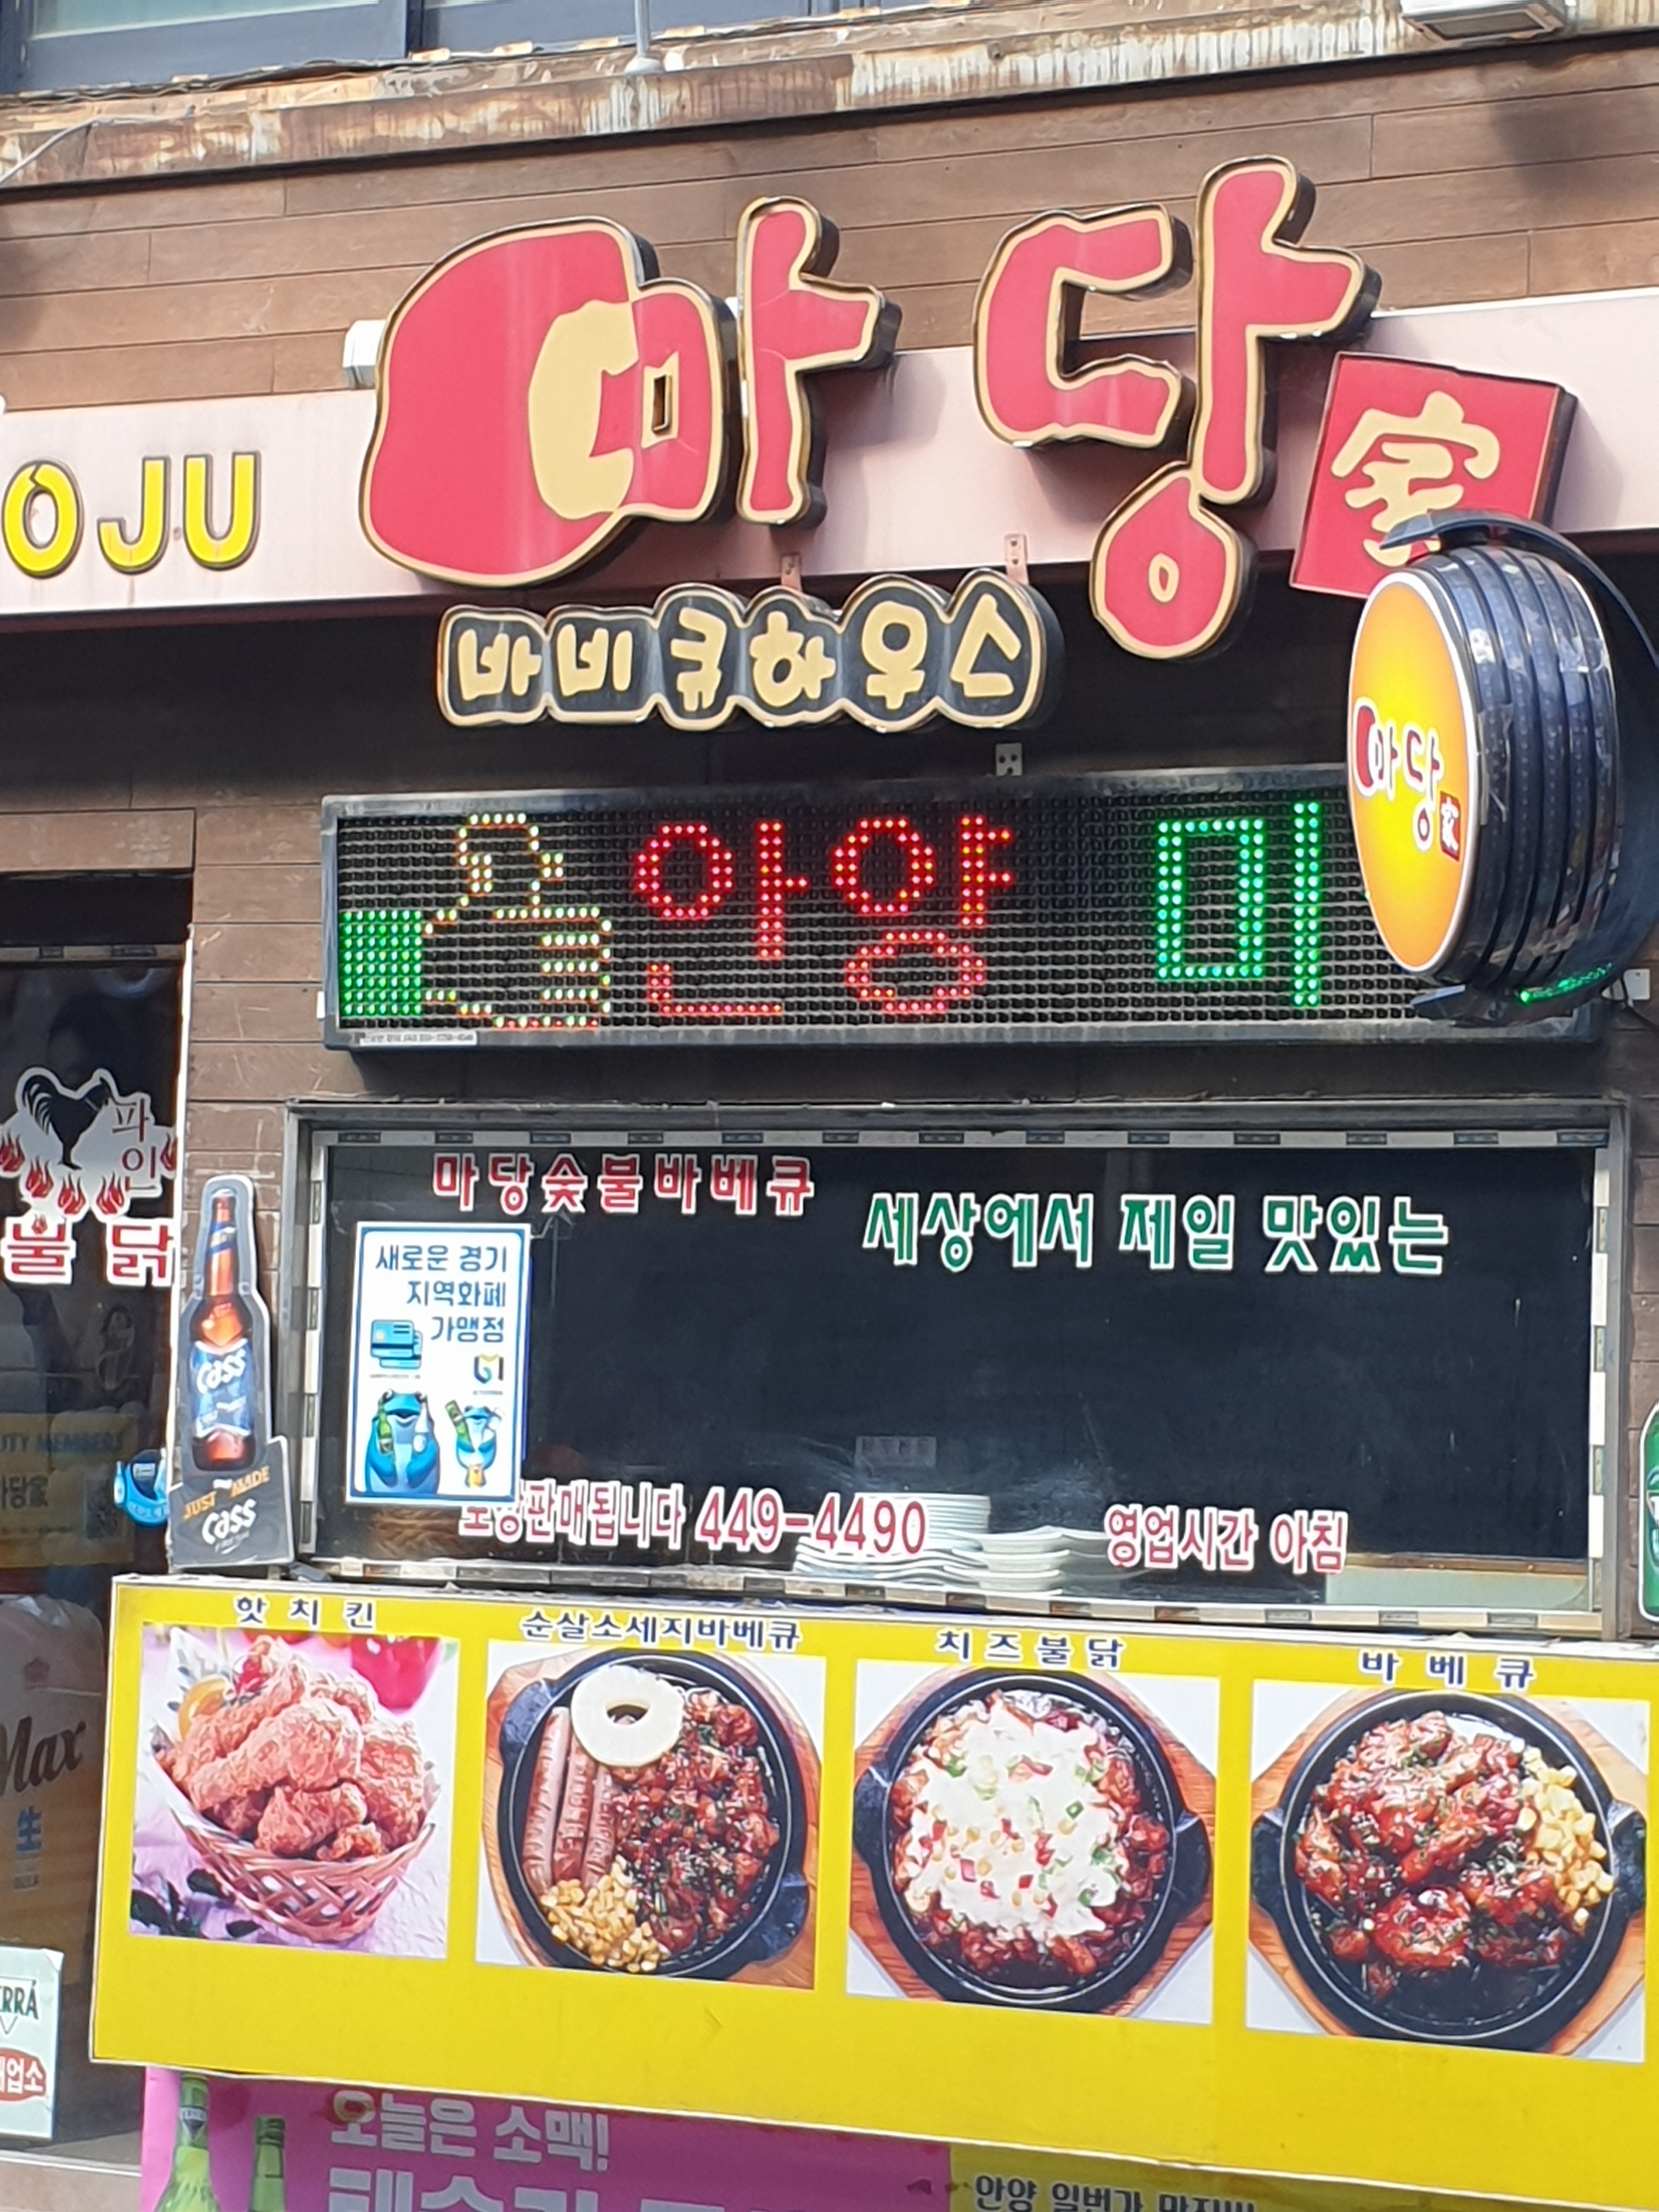 OJU
마당
家
바비큐하우스
마당
家
안양 미
파인
불닭
마당숯불바베큐
세상에서 제일 맛있는
새로운 경기
지역화폐
가맹점
Cass
JUST MADE
Cass
판매됩니다 449-4490
영업시간 아침
핫치킨
순살소세지바베큐
치즈불닭
바베큐
Max
生
오늘은 소맥!
안양 일번가 맛집!!!